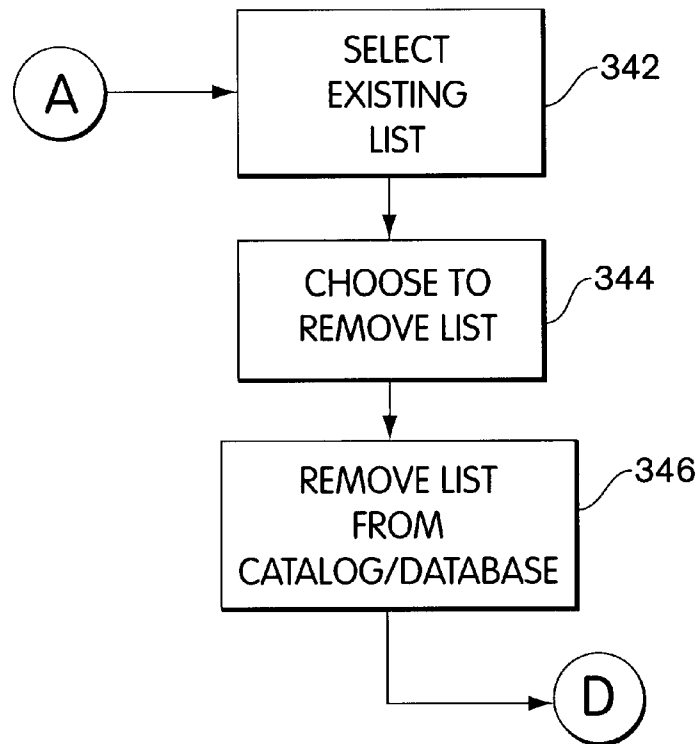 A
SELECT
EXISTING
LIST
342
CHOOSE TO
REMOVE LIST
344
REMOVE LIST
FROM
CATALOG/DATABASE
346
D